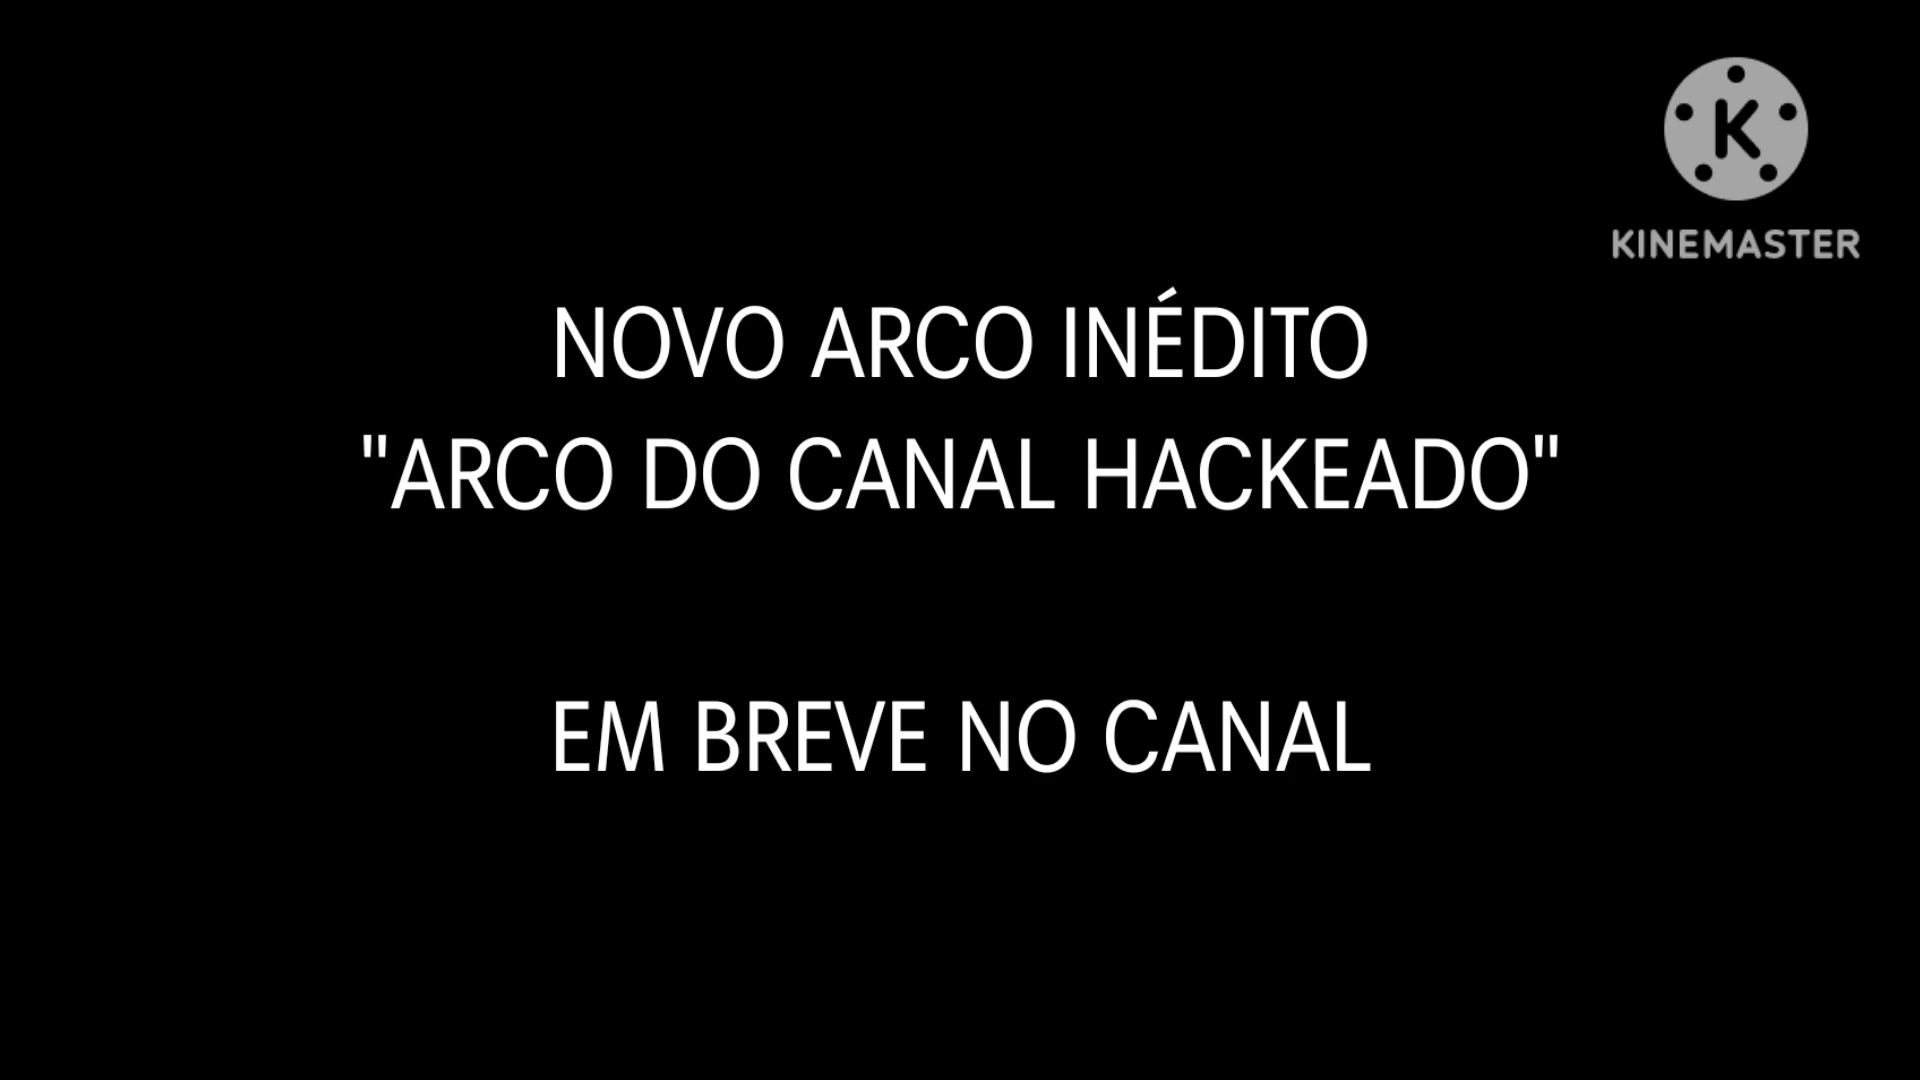 K
KINEMASTER
NOVO ARCO INÉDITO
"ARCO DO CANAL HACKEADO"
EM BREVE NO CANAL